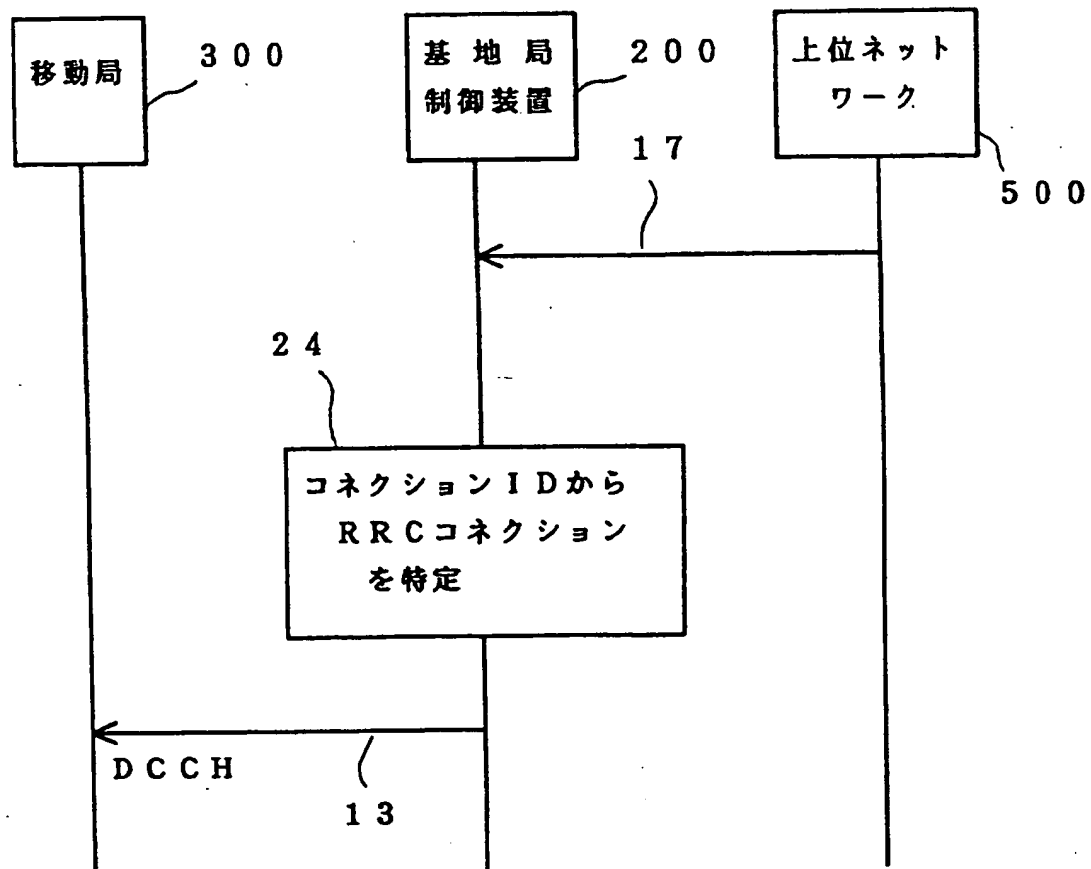 移動局
３００
基地局
制御装置
２００
上位ネット
ワーク
５００
１７
２４
コネクションＩＤから
ＲＲＣコネクション
を特定
ＤＣＣＨ
１３